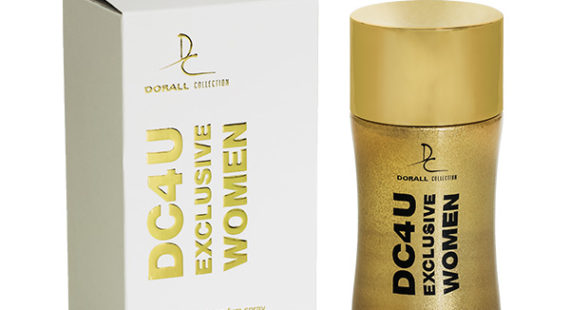 DC
DORALL COLLECTION
DC4U
EXCLUSIVE
WOMEN
DC
DORALL COLLECTION
DC4U
EXCLUSIVE
WOMEN